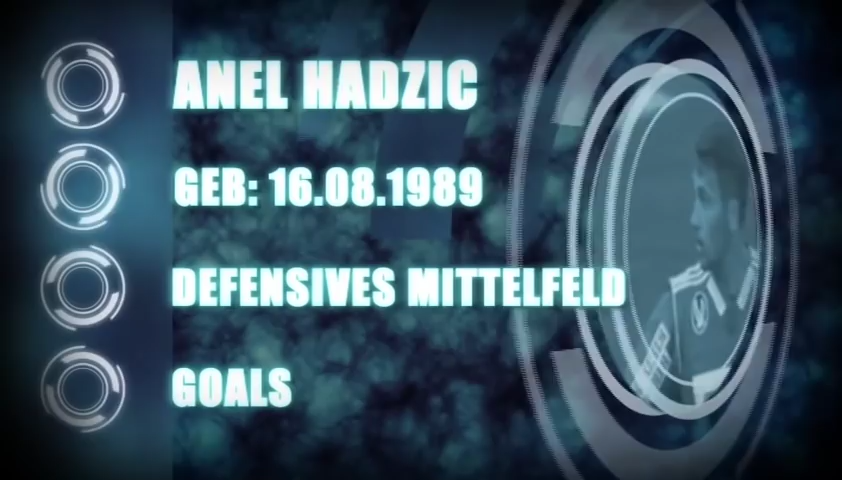 ANEL HADZIC
GEB: 16.08.1989
DEFENSIVES MITTELFELD
GOALS